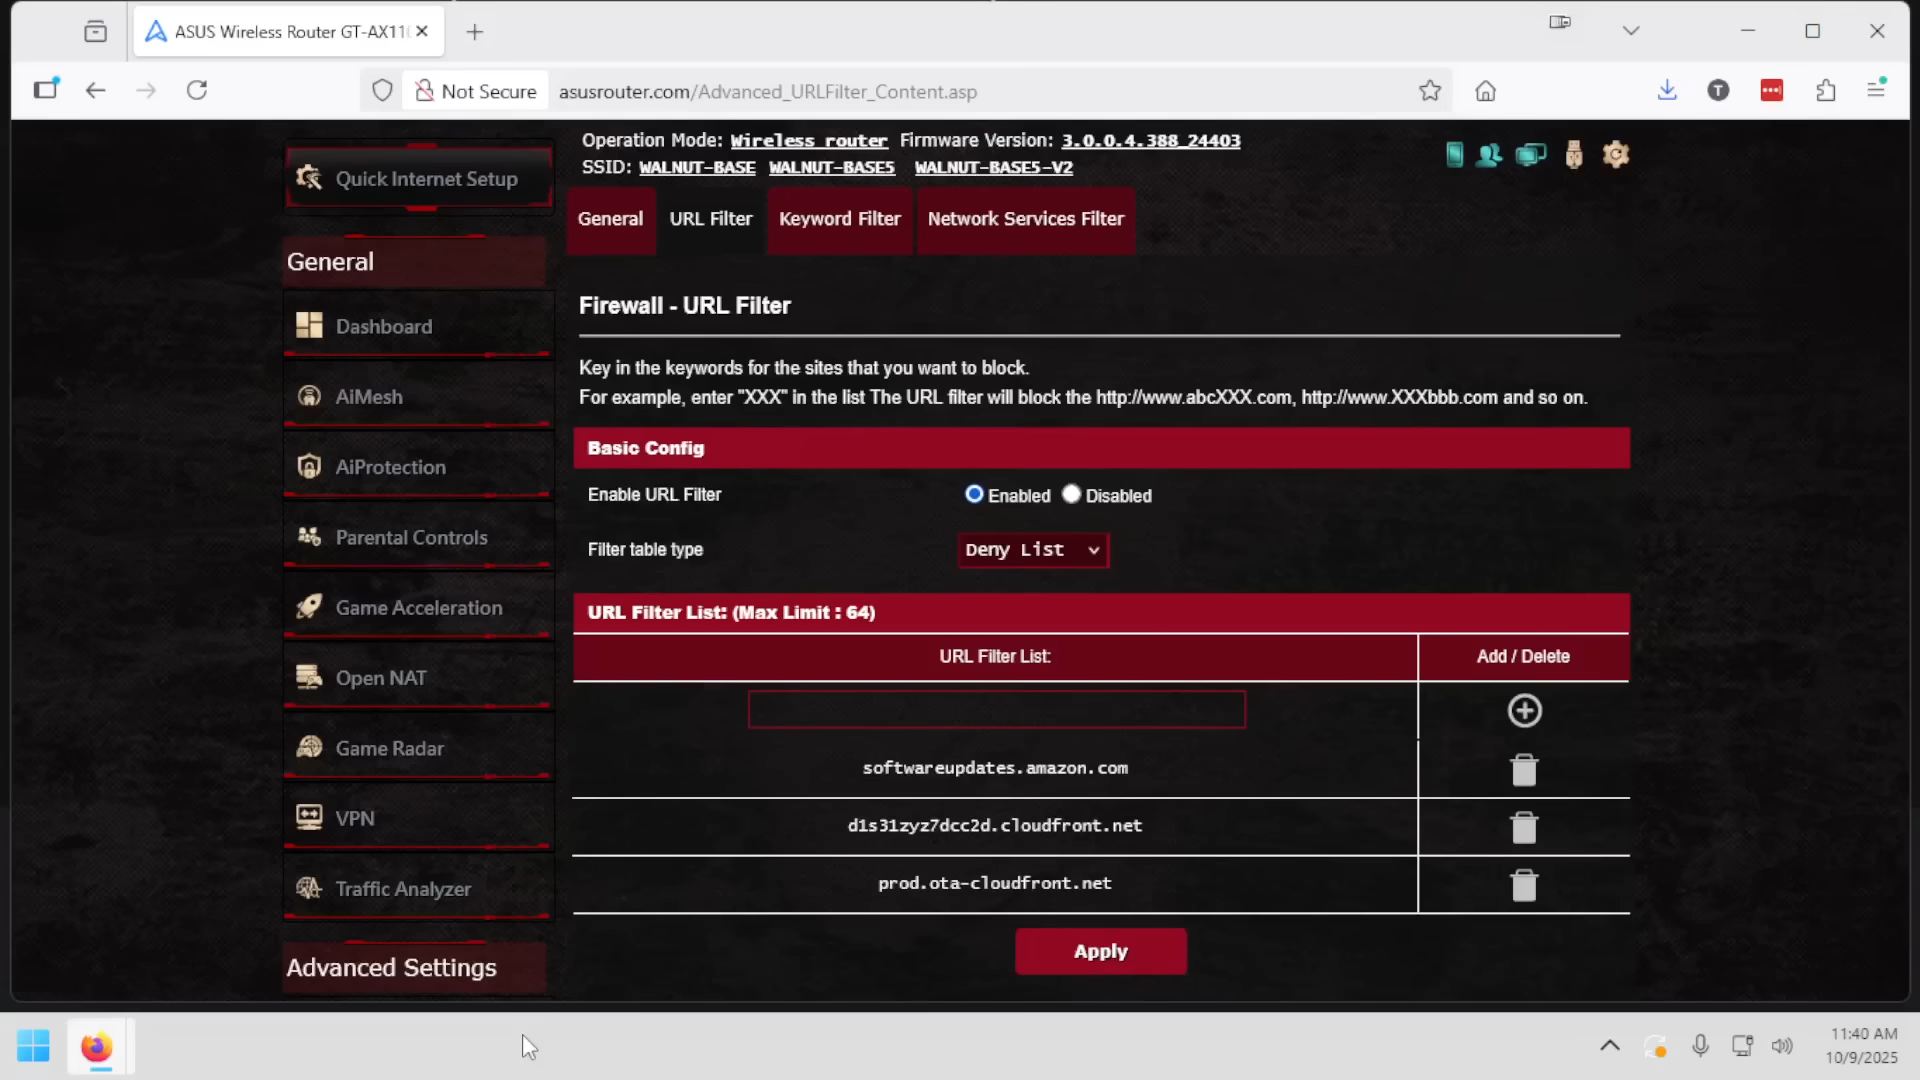 ASUS Wireless Router GT-AX11(
Not Secure
asusrouter.com/Advanced_URLFilter_Content.asp
T
Operation Mode: Wireless router Firmware Version: 3.0.0.4.388_24403
SSID: WALNUT-BASE WALNUT-BASE5 WALNUT-BASE5-V2
Quick Internet Setup
General
Dashboard
AiMesh
AiProtection
Parental Controls
Game Acceleration
Open NAT
Game Radar
VPN
Traffic Analyzer
Advanced Settings
General URL Filter Keyword Filter Network Services Filter
Firewall - URL Filter
Key in the keywords for the sites that you want to block.
For example, enter "XXX" in the list The URL filter will block the http://www.abcXXX.com, http://www.XXXbbb.com and so on.
Basic Config
Enable URL Filter Enabled Disabled
Filter table type Deny List
URL Filter List: (Max Limit : 64)
URL Filter List: Add / Delete
softwareupdates.amazon.com
d1s31zyz7dcc2d.cloudfront.net
prod.ota-cloudfront.net
Apply
11:40 AM
10/9/2025